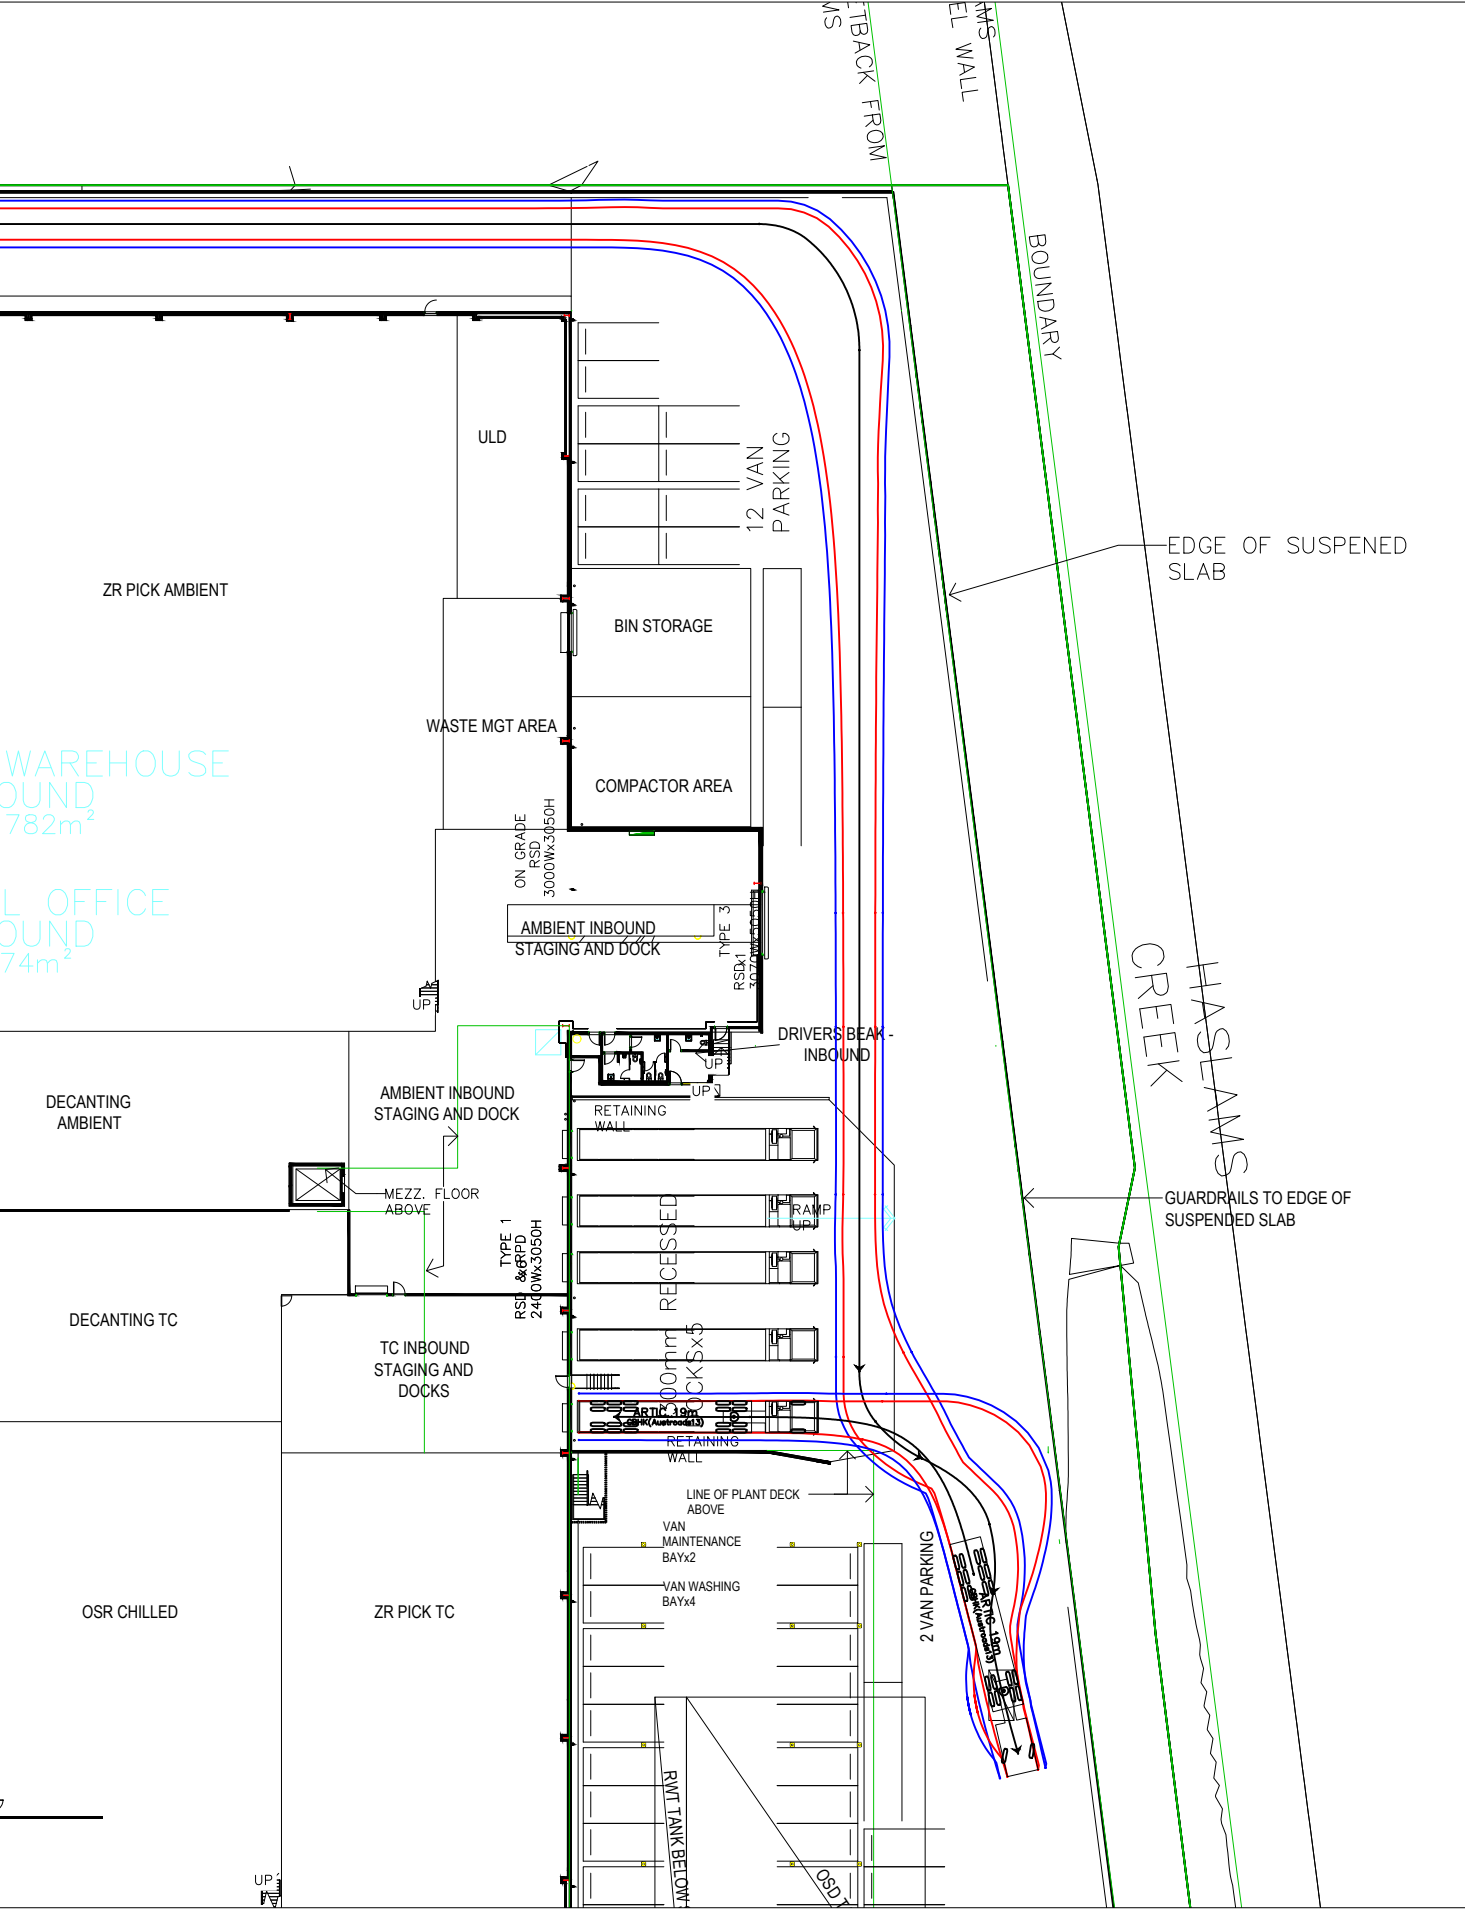 ETBACK FROM
MS
AMS
EL WALL
BOUNDARY
ULD
12 VAN
PARKING
EDGE OF SUSPENED
SLAB
ZR PICK AMBIENT
BIN STORAGE
WASTE MGT AREA
WAREHOUSE
OUND
782m²
COMPACTOR AREA
ON GRADE
RSD
3000Wx3050H
L OFFICE
OUND
74m²
AMBIENT INBOUND
STAGING AND DOCK
TYPE 3
RSDx1
UP
HASLAMS
CREEK
DRIVERS BEAK -
INBOUND
UP
UP
DECANTING
AMBIENT
AMBIENT INBOUND
STAGING AND DOCK
RETAINING
WALL
MEZZ. FLOOR
ABOVE
RAMP
UP
GUARDRAILS TO EDGE OF
SUSPENDED SLAB
TYPE 1
2400Wx3050H
RECESSED
OCKSx5
DECANTING TC
TC INBOUND
STAGING AND
DOCKS
ARTIC. 19m
RETAINING
WALL
LINE OF PLANT DECK
ABOVE
VAN
MAINTENANCE
BAYx2
VAN WASHING
BAYx4
2 VAN PARKING
ARTIC. 19m
OSR CHILLED
ZR PICK TC
RWT TANK BELOW
OSD T
UP